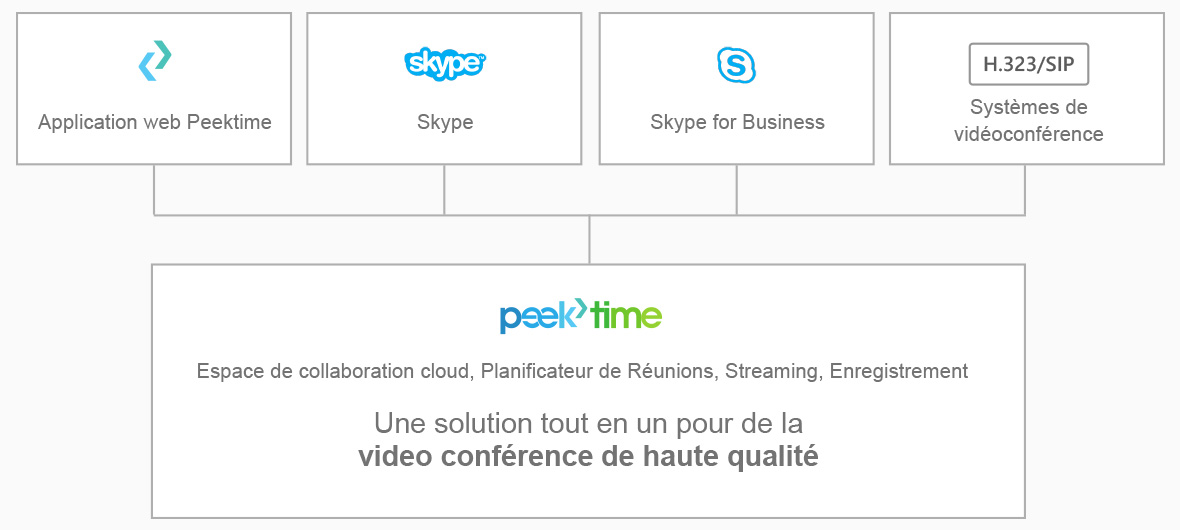 Application web Peektime
skype™
Skype
S
Skype for Business
H.323/SIP
Systèmes de
vidéoconférence
peektime
Espace de collaboration cloud, Planificateur de Réunions, Streaming, Enregistrement
Une solution tout en un pour de la
video conférence de haute qualité